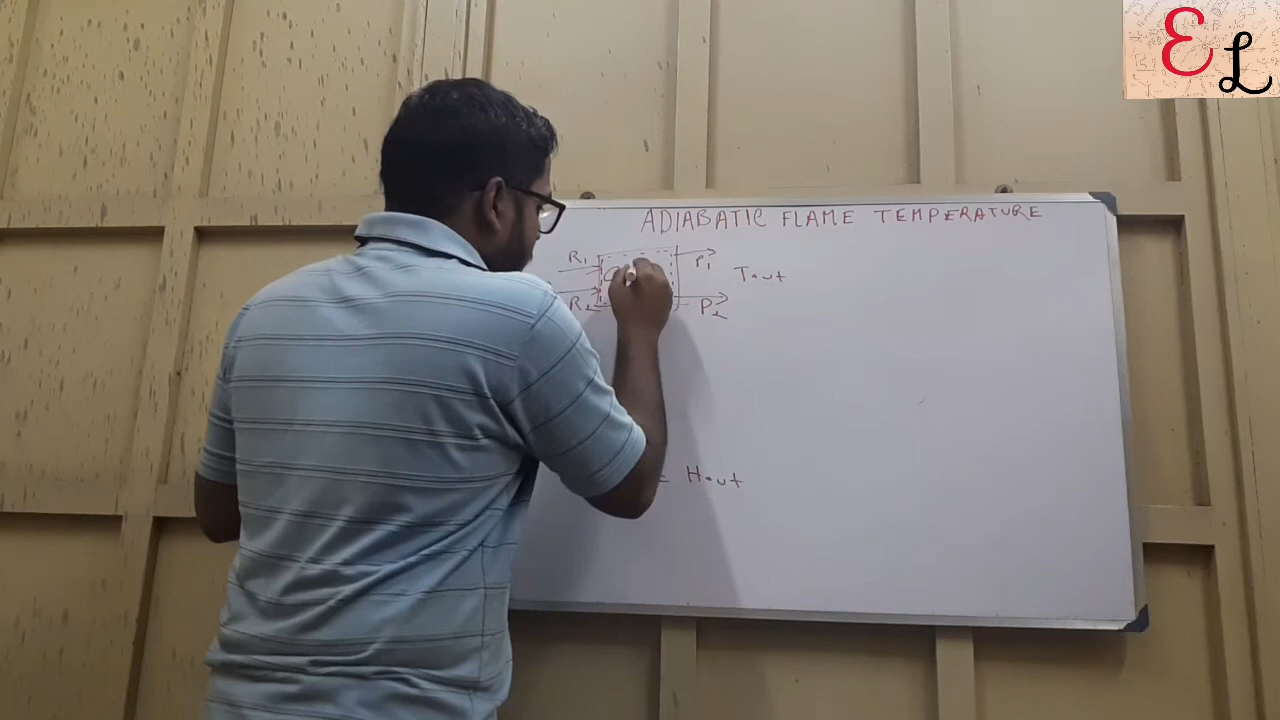 EL
ADIABATIC FLAME TEMPERATURE
R1 P1
Tout
R2 P2
= Hout